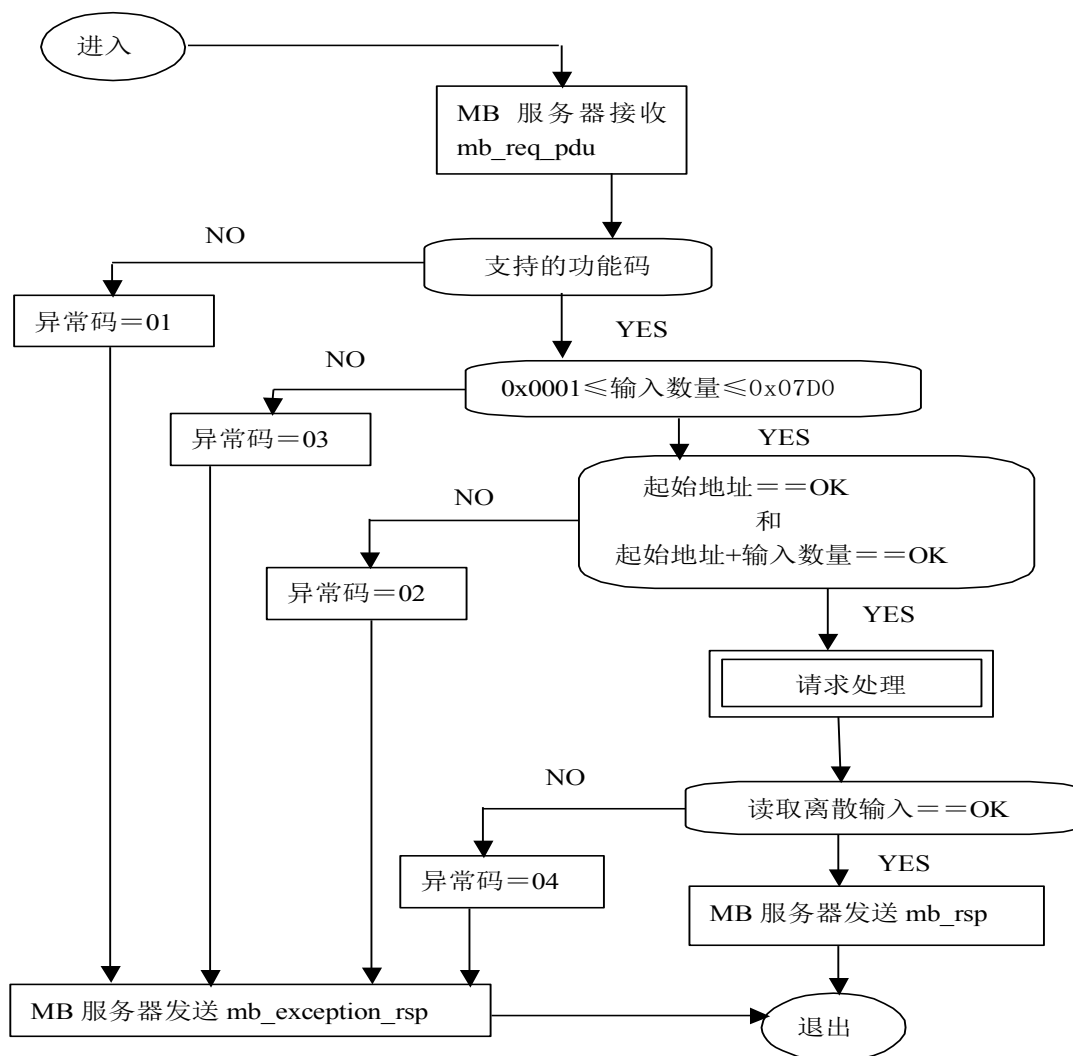 进入
MB 服务器接收
mb_req_pdu
NO
支持的功能码
异常码＝01
YES
NO
0x0001≤输入数量≤0x07D0
异常码＝03
YES
起始地址＝＝OK
和
起始地址+输入数量＝＝OK
NO
异常码＝02
YES
请求处理
NO
读取离散输入＝＝OK
异常码＝04
YES
MB 服务器发送 mb_rsp
MB 服务器发送 mb_exception_rsp
退出